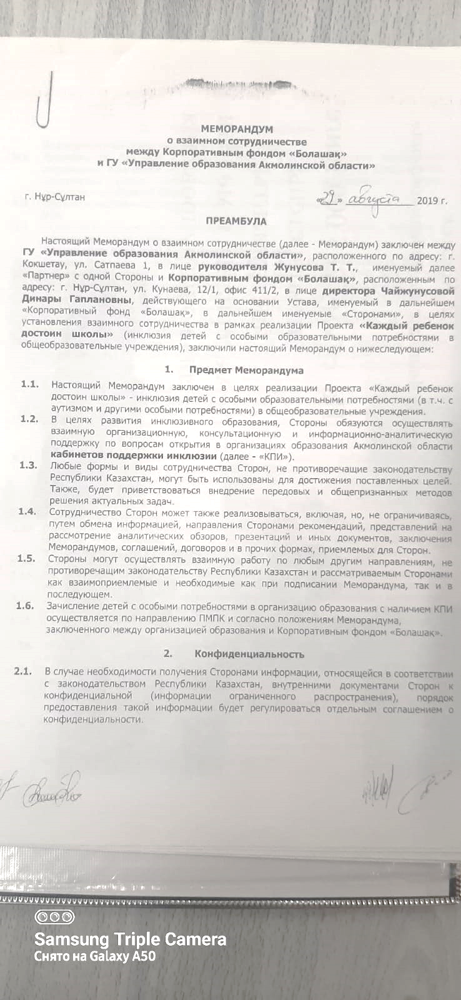 МЕМОРАНДУМ
о взаимном сотрудничестве
между Корпоративным фондом «Болашақ»
и ГУ «Управление образования Акмолинской области»
г. Нұр-Сұлтан
«29» августа 2019 г.
ПРЕАМБУЛА
Настоящий Меморандум о взаимном сотрудничестве (далее - Меморандум) заключен между
ГУ «Управление образования Акмолинской области», расположенного по адресу: г.
Кокшетау, ул. Сатпаева 1, в лице руководителя Жунусова Т. Т., именуемый далее
«Партнер» с одной Стороны и Корпоративным фондом «Болашақ», расположенным по
адресу: г. Нұр-Сұлтан, ул. Кунаева, 12/1, офис 411/2, в лице директора Чайжунусовой
Динары Гаплановны, действующего на основании Устава, именуемый в дальнейшем
«Корпоративный фонд «Болашақ», в дальнейшем именуемые «Сторонами», в целях
установления взаимного сотрудничества в рамках реализации Проекта «Каждый ребенок
достоин школы» (инклюзия детей с особыми образовательными потребностями в
общеобразовательные учреждения), заключили настоящий Меморандум о нижеследующем:
1. Предмет Меморандума
1.1. Настоящий Меморандум заключен в целях реализации Проекта «Каждый ребенок
достоин школы» - инклюзия детей с особыми образовательными потребностями (в т.ч. с
аутизмом и другими особыми потребностями) в общеобразовательные учреждения.
1.2. В целях развития инклюзивного образования, Стороны обязуются осуществлять
взаимную организационную, консультационную и информационно-аналитическую
поддержку по вопросам открытия в организациях образования Акмолинской области
кабинетов поддержки инклюзии (далее - «КПИ»).
1.3. Любые формы и виды сотрудничества Сторон, не противоречащие законодательству
Республики Казахстан, могут быть использованы для достижения поставленных целей.
Также, будет приветствоваться внедрение передовых и общепризнанных методов
решения актуальных задач.
1.4. Сотрудничество Сторон может также реализовываться, включая, но, не ограничиваясь,
путем обмена информацией, направления Сторонами рекомендаций, представлений на
рассмотрение аналитических обзоров, презентаций и иных документов, заключения
Меморандумов, соглашений, договоров и в прочих формах, приемлемых для Сторон.
1.5. Стороны могут осуществлять взаимную работу по любым другим направлениям, не
противоречащим законодательству Республики Казахстан и рассматриваемым Сторонами
как взаимоприемлемые и необходимые как при подписании Меморандума, так и в
последующем.
1.6. Зачисление детей с особыми потребностями в организацию образования с наличием КПИ
осуществляется по направлению ПМПК и согласно положениям Меморандума,
заключенного между организацией образования и Корпоративным фондом «Болашақ».
2. Конфиденциальность
2.1. В случае необходимости получения Сторонами информации, относящейся в соответствии
с законодательством Республики Казахстан, внутренними документами Сторон к
конфиденциальной (информации ограниченного распространения), порядок
предоставления такой информации будет регулироваться отдельным соглашением о
конфиденциальности.
Samsung Triple Camera
Снято на Galaxy A50